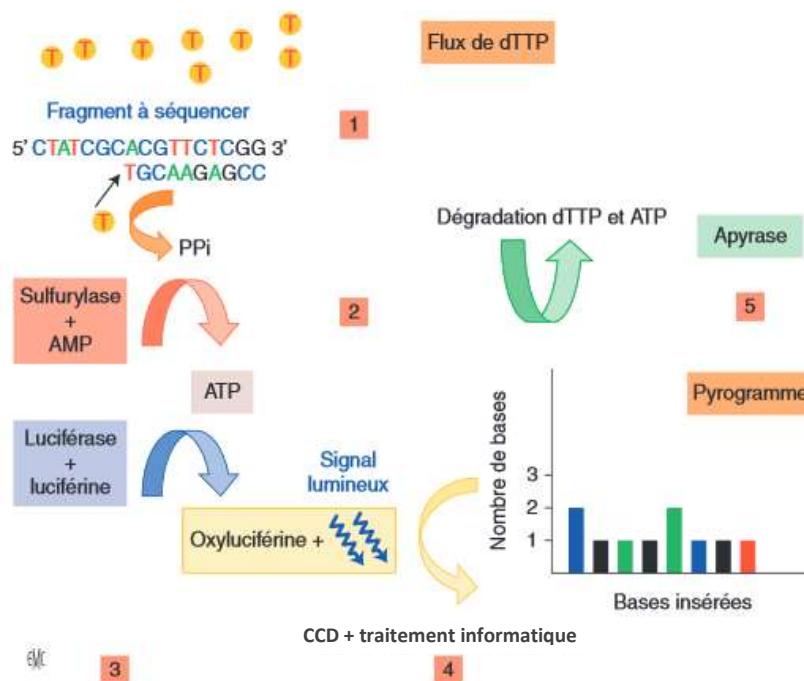 T T T T T T T T
Flux de dTTP
Fragment à séquencer
1
5' CTATCGCACGTTCTCGG 3'
TGCAAGAGCC
T
PPi
Dégradation dTTP et ATP
Apyrase
Sulfurylase
+
AMP
2
5
ATP
Pyrogramme
Luciférase
+
luciférine
Signal
lumineux
Oxyluciférine +
Nombre de bases
3
2
1
Bases insérées
CCD + traitement informatique
EMC
3
4